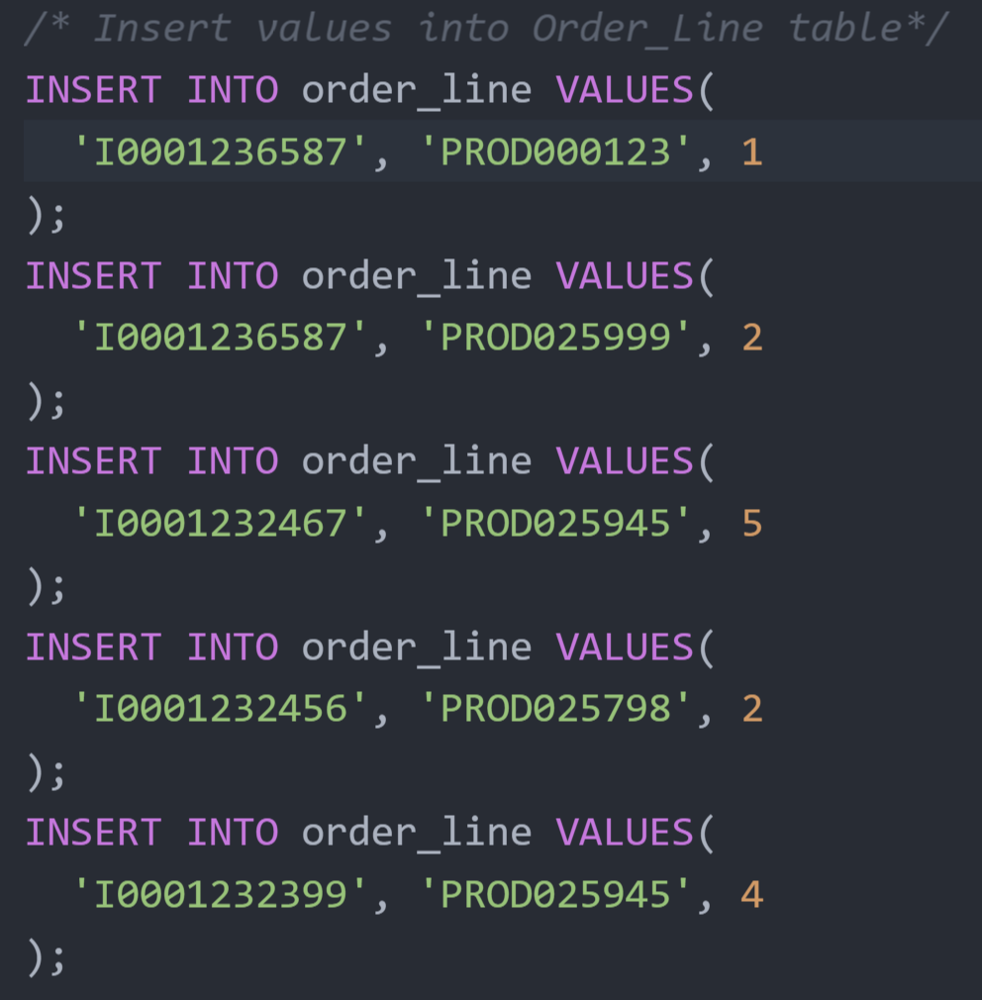 /* Insert values into Order_Line table*/
INSERT INTO order_line VALUES(
  'I0001236587', 'PROD000123', 1
);
INSERT INTO order_line VALUES(
  'I0001236587', 'PROD025999', 2
);
INSERT INTO order_line VALUES(
  'I0001232467', 'PROD025945', 5
);
INSERT INTO order_line VALUES(
  'I0001232456', 'PROD025798', 2
);
INSERT INTO order_line VALUES(
  'I0001232399', 'PROD025945', 4
);